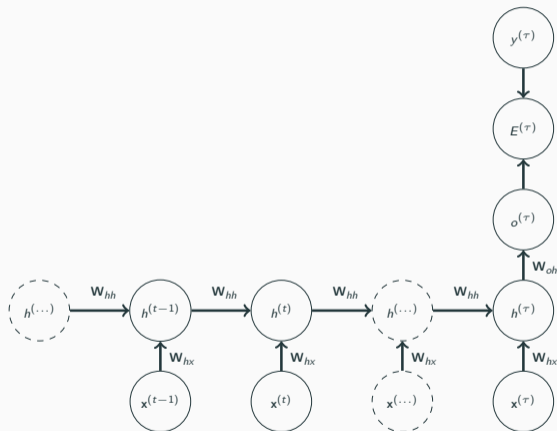 y^(τ)
E^(τ)
o^(τ)
W_oh
h^(...) W_hh h^(t−1) W_hh h^(t) W_hh h^(...) W_hh h^(τ)
W_hx W_hx W_hx W_hx
x^(t−1) x^(t) x^(...) x^(τ)